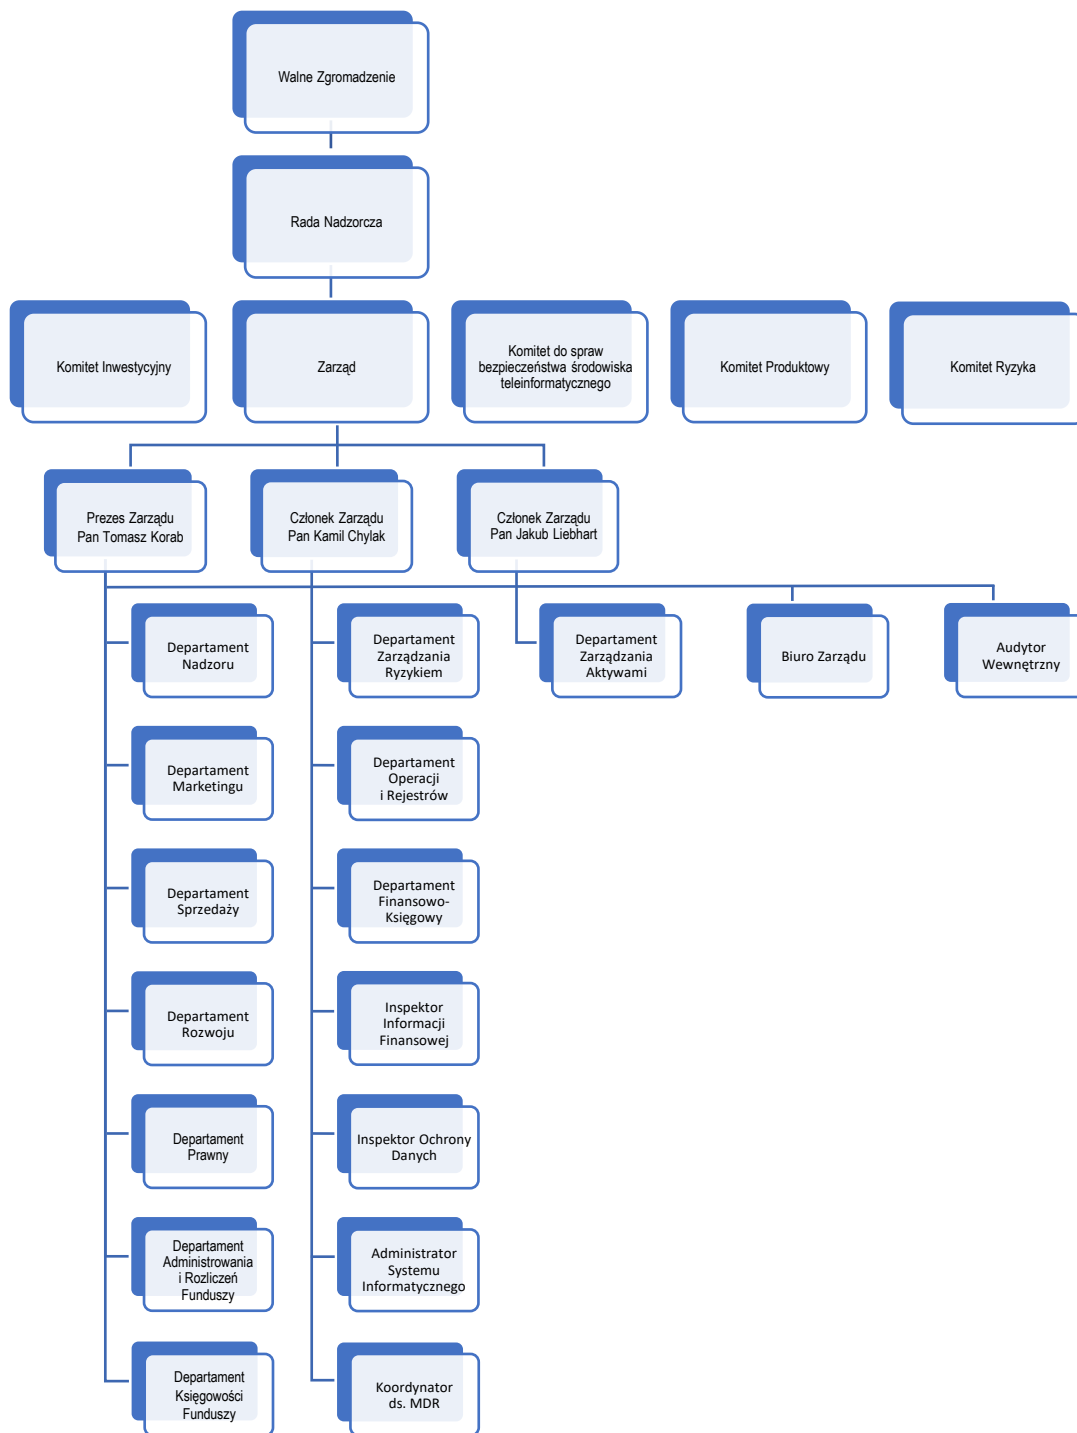 Walne Zgromadzenie
Rada Nadzorcza
Komitet Inwestycyjny
Zarząd
Komitet do spraw
bezpieczeństwa środowiska
teleinformatycznego
Komitet Produktowy
Komitet Ryzyka
Prezes Zarządu
Pan Tomasz Korab
Członek Zarządu
Pan Kamil Chylak
Członek Zarządu
Pan Jakub Liebhart
Departament
Nadzoru
Departament
Zarządzania
Ryzykiem
Departament
Zarządzania
Aktywami
Biuro Zarządu
Audytor
Wewnętrzny
Departament
Marketingu
Departament
Operacji
i Rejestrów
Departament
Sprzedaży
Departament
Finansowo-
Księgowy
Departament
Rozwoju
Inspektor
Informacji
Finansowej
Departament
Prawny
Inspektor Ochrony
Danych
Departament
Administrowania
i Rozliczeń
Funduszy
Administrator
Systemu
Informatycznego
Departament
Księgowości
Funduszy
Koordynator
ds. MDR